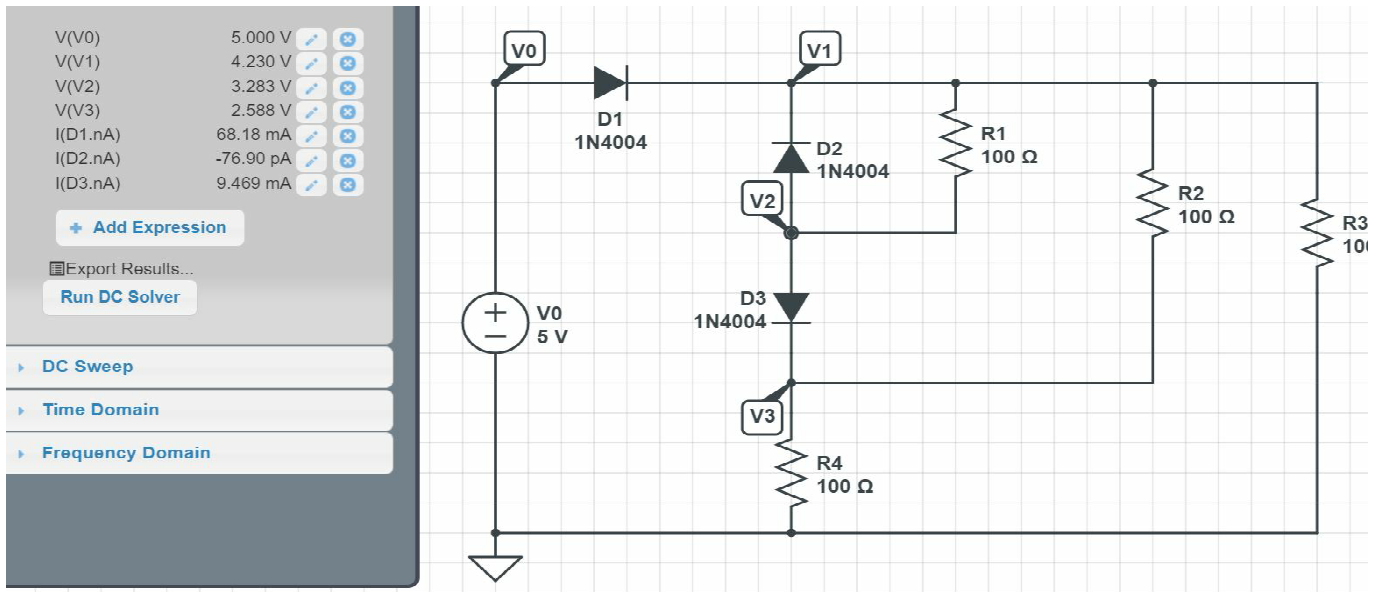 V(V0) 5.000 V
V(V1) 4.230 V
V(V2) 3.283 V
V(V3) 2.588 V
I(D1.nA) 68.18 mA
I(D2.nA) -76.90 pA
I(D3.nA) 9.469 mA
+ Add Expression
Export Results...
Run DC Solver
DC Sweep
Time Domain
Frequency Domain
V0
V1
D1
1N4004
D2
1N4004
R1
100 Ω
V2
R2
100 Ω
R3
10
D3
1N4004
V0
5 V
V3
R4
100 Ω